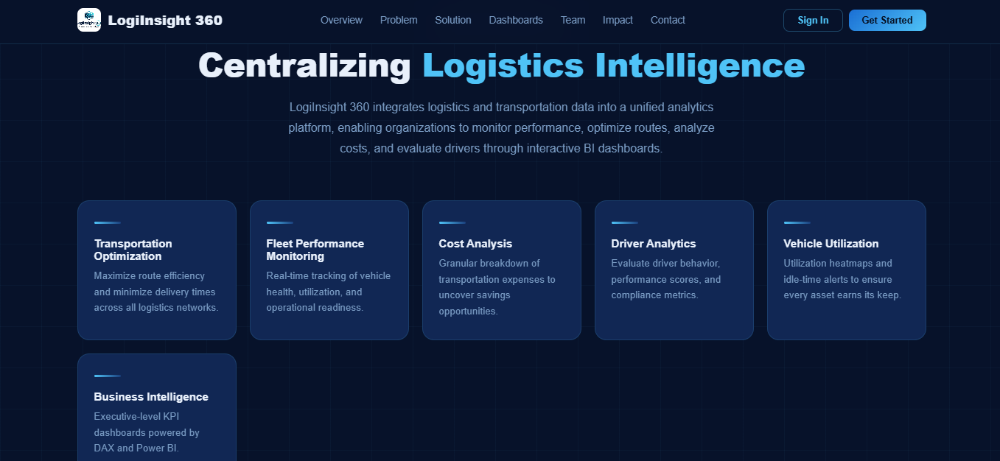 LogiInsight 360
Overview
Problem
Solution
Dashboards
Team
Impact
Contact
Sign In
Get Started
Centralizing Logistics Intelligence
LogiInsight 360 integrates logistics and transportation data into a unified analytics
platform, enabling organizations to monitor performance, optimize routes, analyze
costs, and evaluate drivers through interactive BI dashboards.
Transportation
Optimization
Maximize route efficiency
and minimize delivery times
across all logistics networks.
Fleet Performance
Monitoring
Real-time tracking of vehicle
health, utilization, and
operational readiness.
Cost Analysis
Granular breakdown of
transportation expenses to
uncover savings
opportunities.
Driver Analytics
Evaluate driver behavior,
performance scores, and
compliance metrics.
Vehicle Utilization
Utilization heatmaps and
idle-time alerts to ensure
every asset earns its keep.
Business Intelligence
Executive-level KPI
dashboards powered by
DAX and Power BI.